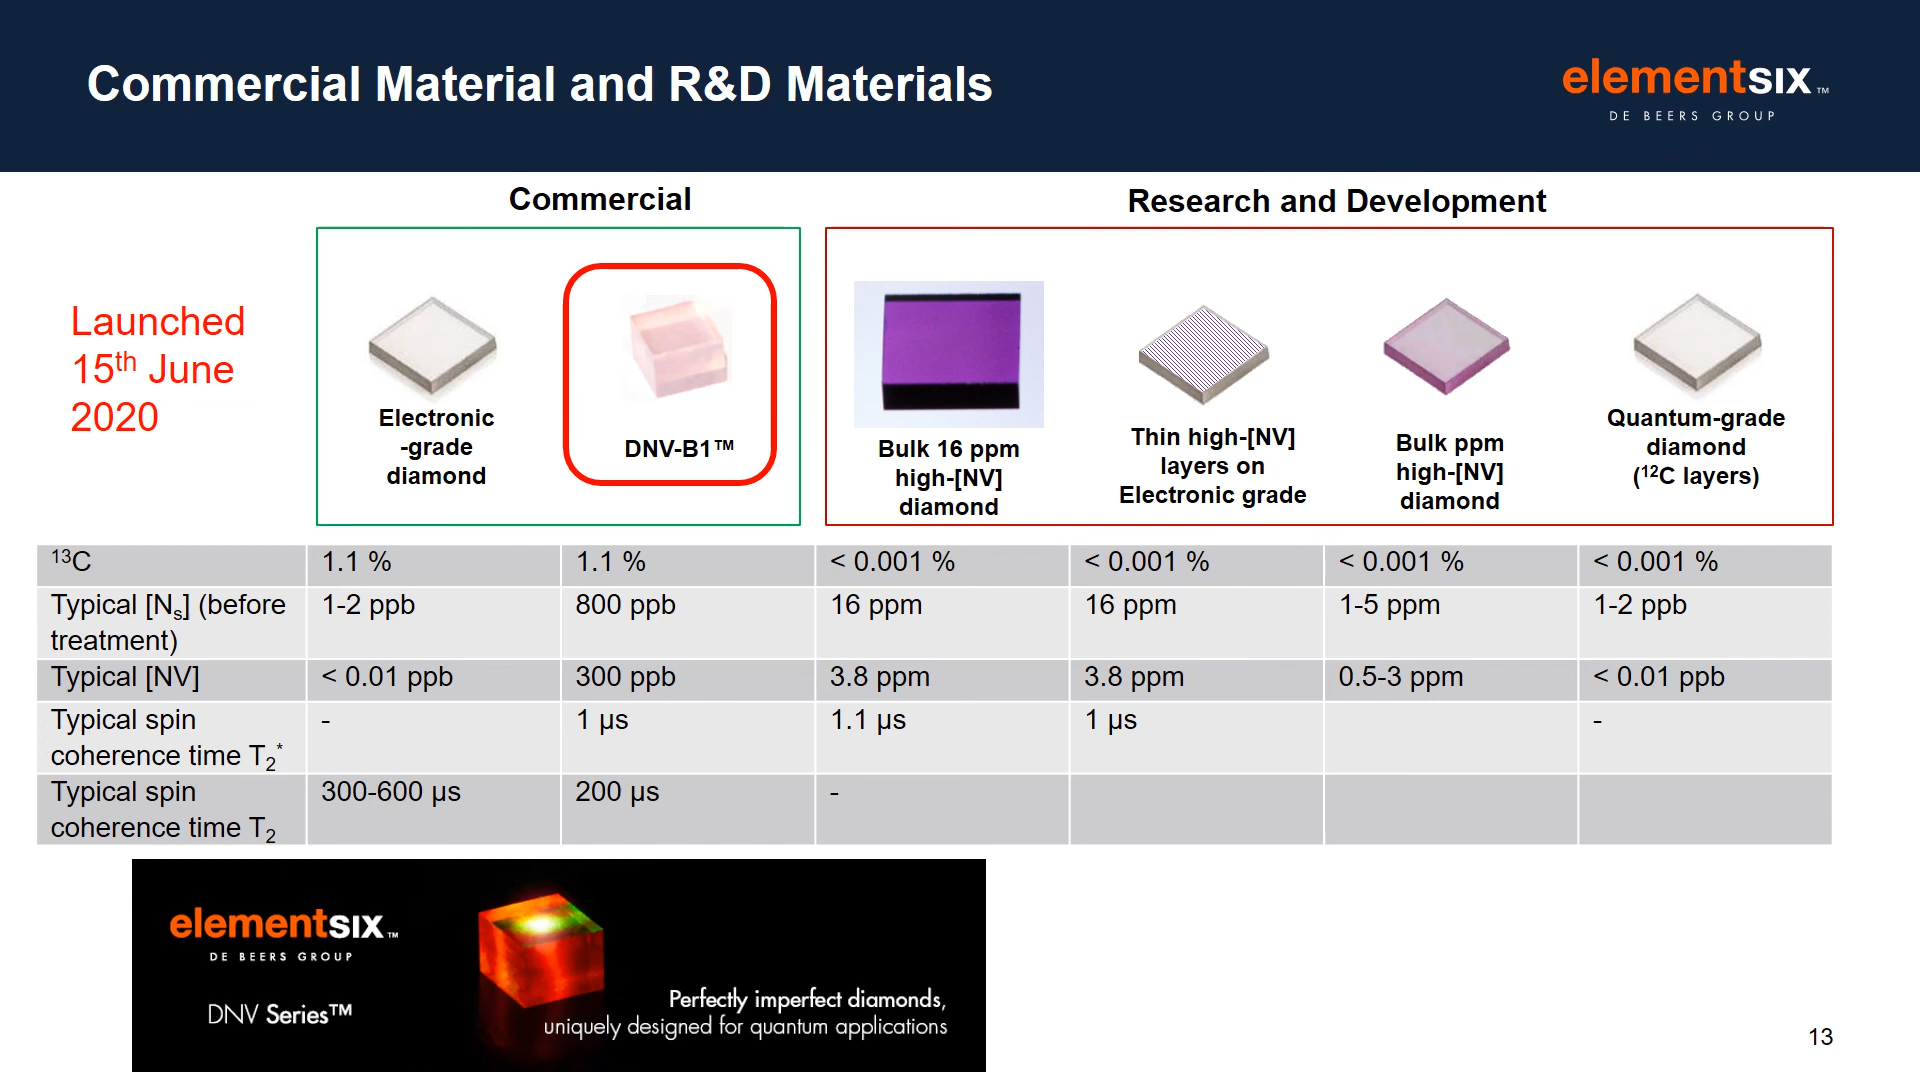 Commercial Material and R&D Materials
elementsix™
DE BEERS GROUP
Commercial
Research and Development
Launched
15th June
2020
Electronic
-grade
diamond
DNV-B1™
Bulk 16 ppm
high-[NV]
diamond
Thin high-[NV]
layers on
Electronic grade
Bulk ppm
high-[NV]
diamond
Quantum-grade
diamond
(12C layers)
13C 1.1 % 1.1 % < 0.001 % < 0.001 % < 0.001 % < 0.001 %
Typical [Ns] (before 1-2 ppb 800 ppb 16 ppm 16 ppm 1-5 ppm 1-2 ppb
treatment)
Typical [NV] < 0.01 ppb 300 ppb 3.8 ppm 3.8 ppm 0.5-3 ppm < 0.01 ppb
Typical spin - 1 μs 1.1 μs 1 μs -
coherence time T2*
Typical spin 300-600 μs 200 μs -
coherence time T2
elementsix™
DE BEERS GROUP
DNV Series™
Perfectly imperfect diamonds,
uniquely designed for quantum applications
13